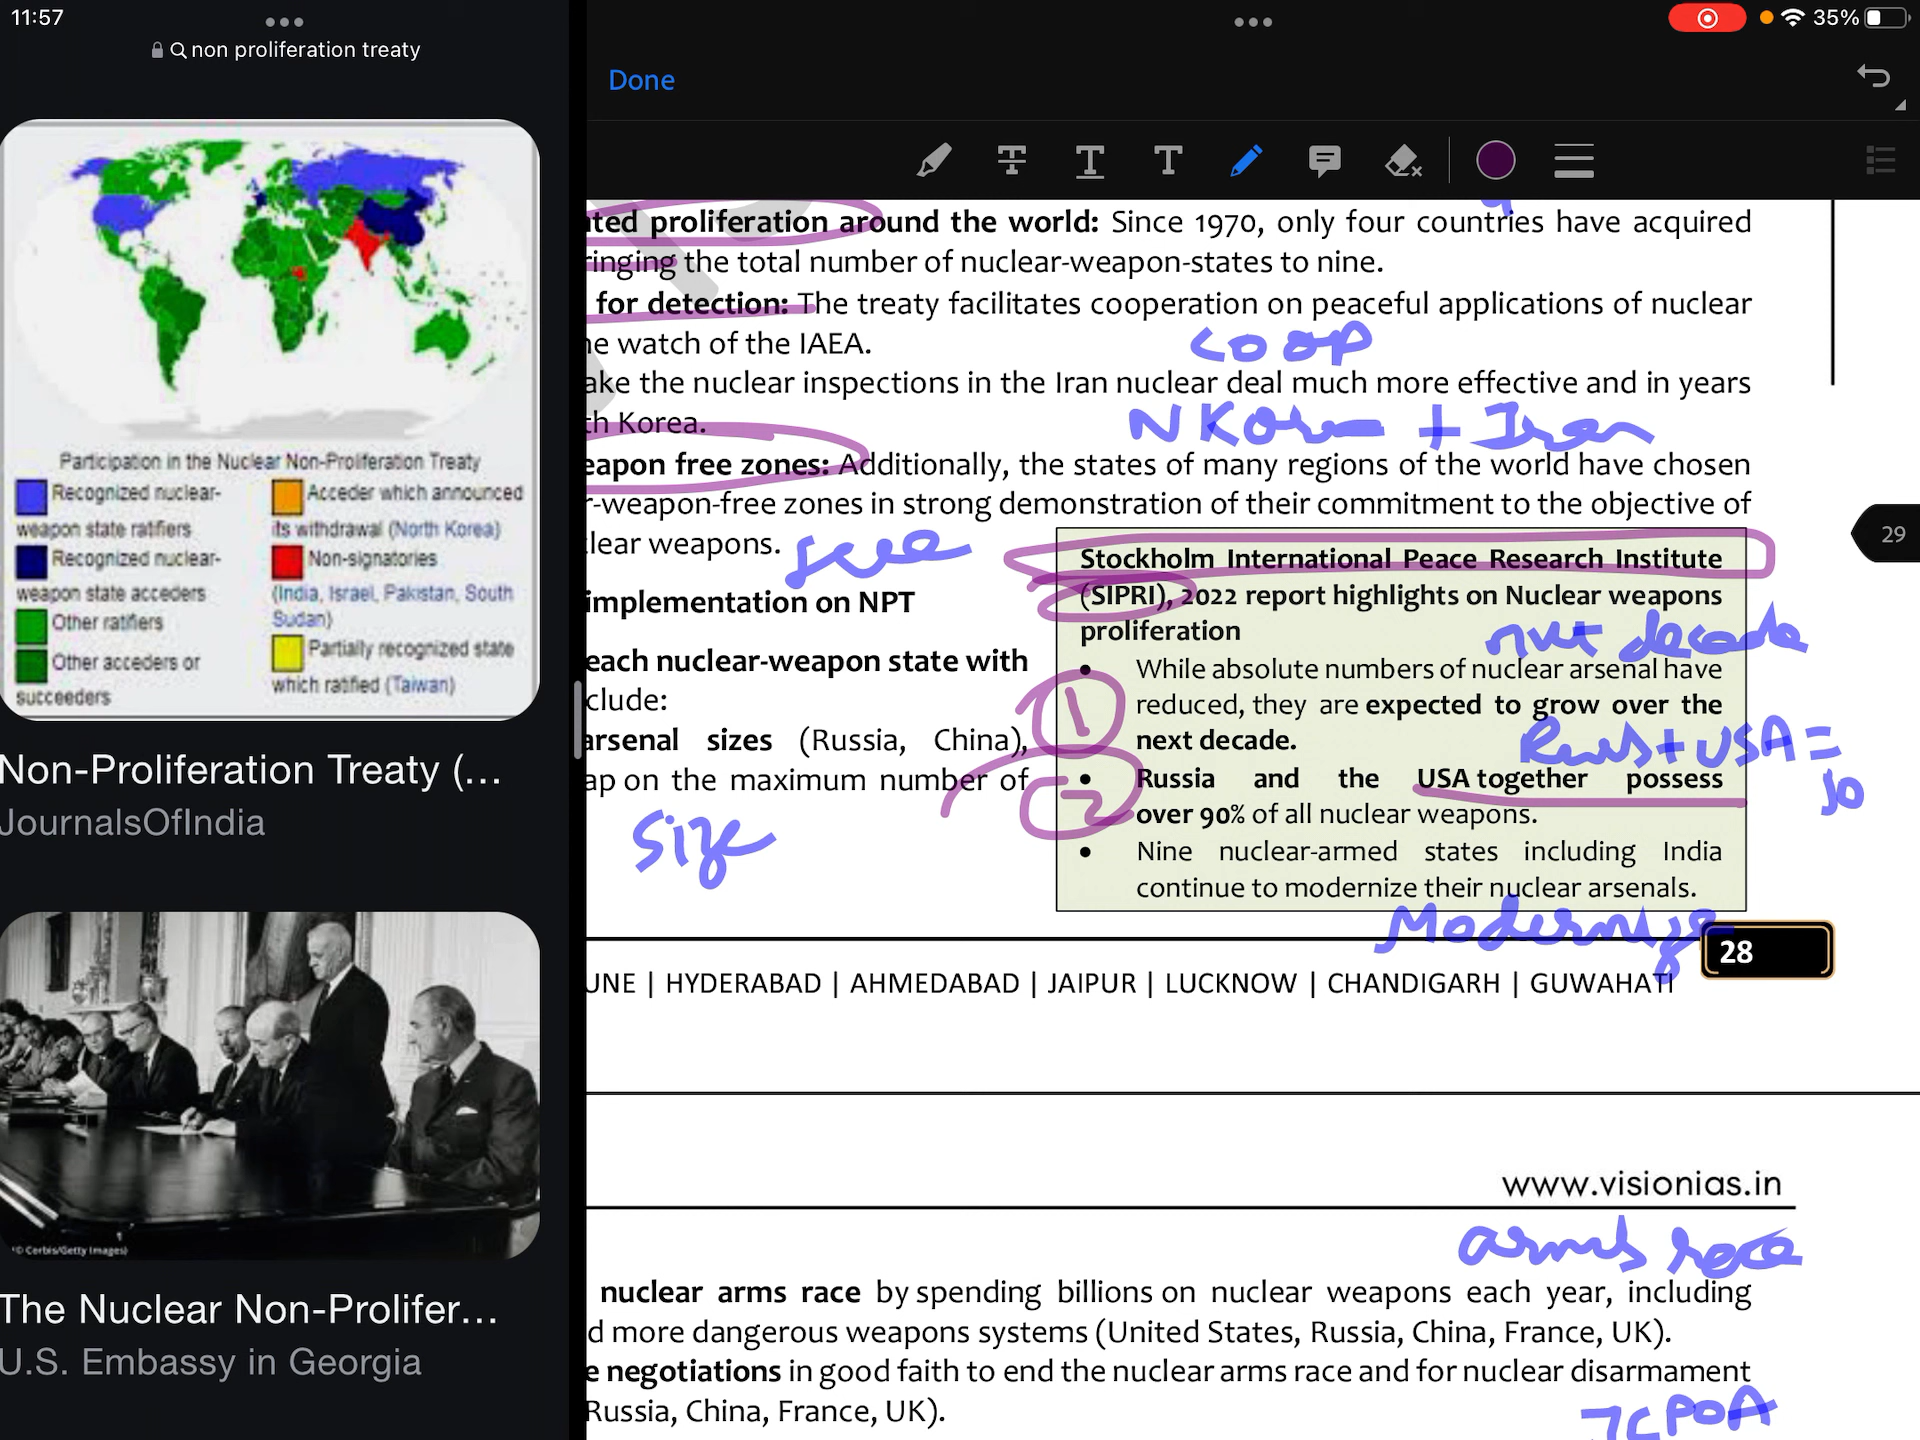 11:57
35%
non proliferation treaty
Participation in the Nuclear Non-Proliferation Treaty
Recognized nuclear-
weapon state ratifiers
Recognized nuclear-
weapon state acceders
Other ratifiers
Other acceders or
succeeders
Acceder which announced
its withdrawal (North Korea)
Non-signatories
(India, Israel, Pakistan, South
Sudan)
Partially recognized state
which ratified (Taiwan)
Non-Proliferation Treaty (...
JournalsOfIndia
© Corbis/Getty Images)
The Nuclear Non-Prolifer...
U.S. Embassy in Georgia
Done
T T T
ted proliferation around the world: Since 1970, only four countries have acquired
ringing the total number of nuclear-weapon-states to nine.
for detection: The treaty facilitates cooperation on peaceful applications of nuclear
e watch of the IAEA.
coop
ake the nuclear inspections in the Iran nuclear deal much more effective and in years
th Korea.
N Korea + Iran
eapon free zones: Additionally, the states of many regions of the world have chosen
r-weapon-free zones in strong demonstration of their commitment to the objective of
lear weapons.
29
implementation on NPT
each nuclear-weapon state with
clude:
arsenal sizes (Russia, China),
ap on the maximum number of
size
Stockholm International Peace Research Institute
(SIPRI), 2022 report highlights on Nuclear weapons
proliferation
nxt decade
• While absolute numbers of nuclear arsenal have
reduced, they are expected to grow over the
next decade.
1
Russ + USA =
90
• Russia and the USA together possess
over 90% of all nuclear weapons.
2
• Nine nuclear-armed states including India
continue to modernize their nuclear arsenals.
Modernize
28
UNE | HYDERABAD | AHMEDABAD | JAIPUR | LUCKNOW | CHANDIGARH | GUWAHATI
www.visionias.in
arms race
nuclear arms race by spending billions on nuclear weapons each year, including
d more dangerous weapons systems (United States, Russia, China, France, UK).
e negotiations in good faith to end the nuclear arms race and for nuclear disarmament
Russia, China, France, UK).
JCPOA